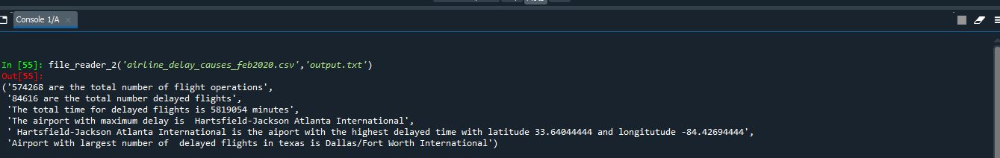 Console 1/A
In [55]: file_reader_2('airline_delay_causes_feb2020.csv','output.txt')
Out[55]:
('574268 are the total number of flight operations',
 '84616 are the total number delayed flights',
 'The total time for delayed flights is 5819054 minutes',
 'The airport with maximum delay is  Hartsfield-Jackson Atlanta International',
 ' Hartsfield-Jackson Atlanta International is the aiport with the highest delayed time with latitude 33.64044444 and longitutude -84.42694444',
 'Airport with largest number of  delayed flights in texas is Dallas/Fort Worth International')